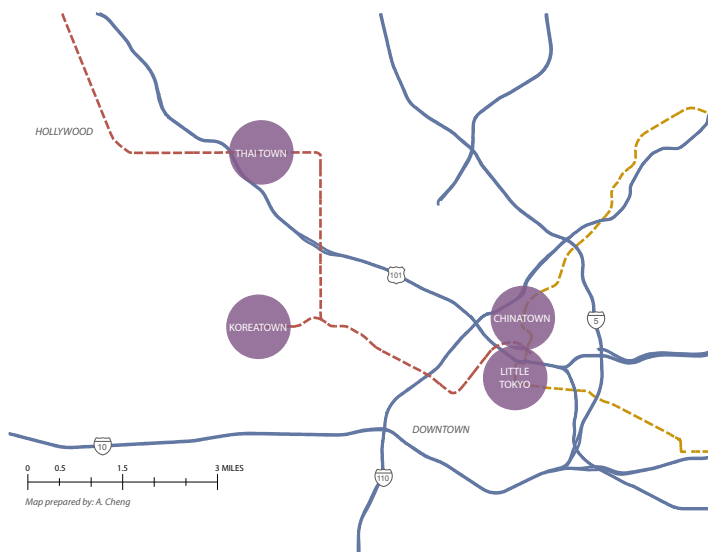 HOLLYWOOD
THAI TOWN
101
KOREATOWN
CHINATOWN
5
LITTLE
TOKYO
DOWNTOWN
10
110
0 0.5 1.5 3 MILES
Map prepared by: A. Cheng